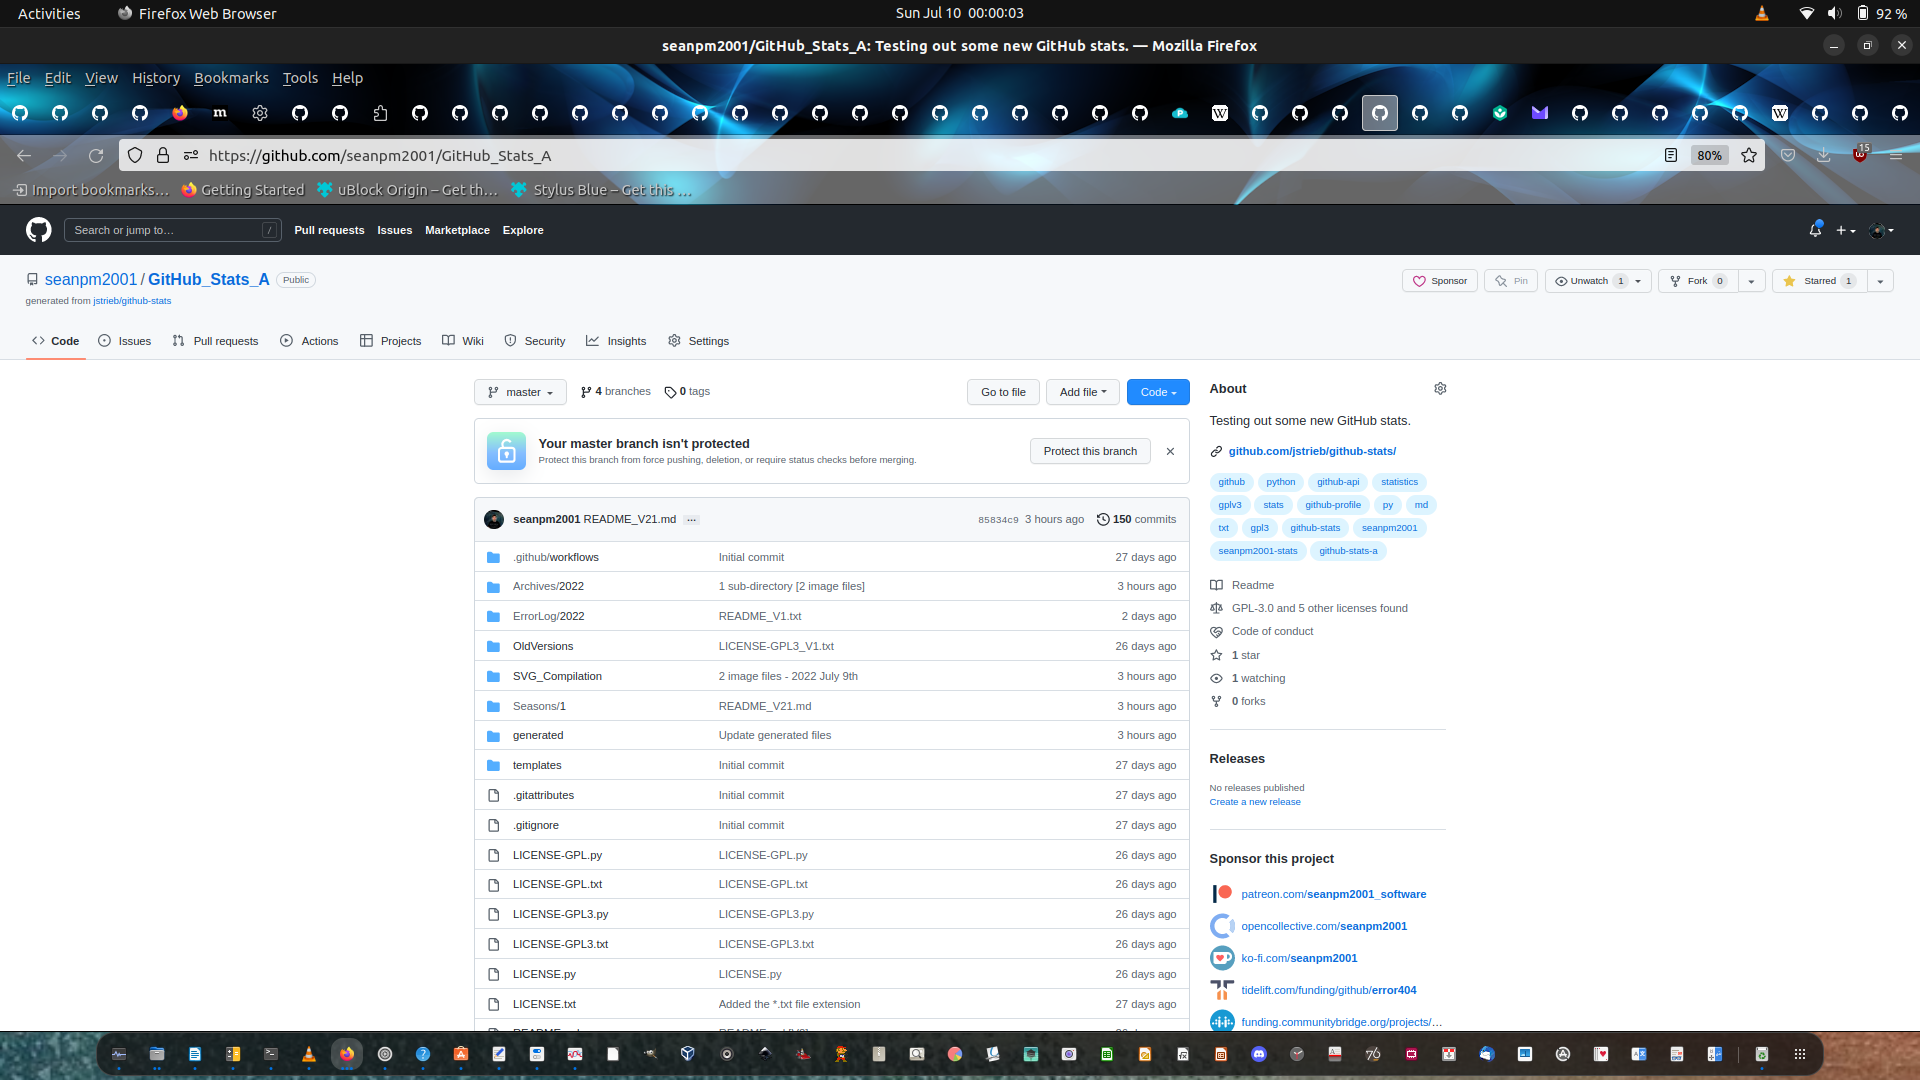 Activities Firefox Web Browser Sun Jul 10 00:00:03 92 %
seanpm2001/GitHub_Stats_A: Testing out some new GitHub stats. — Mozilla Firefox
File Edit View History Bookmarks Tools Help
https://github.com/seanpm2001/GitHub_Stats_A 80% 15
Import bookmarks… Getting Started uBlock Origin – Get th… Stylus Blue – Get this …
Search or jump to… / Pull requests Issues Marketplace Explore
seanpm2001 / GitHub_Stats_A Public
generated from jstrieb/github-stats
Sponsor Pin Unwatch 1 Fork 0 Starred 1
Code Issues Pull requests Actions Projects Wiki Security Insights Settings
master 4 branches 0 tags Go to file Add file Code
Your master branch isn't protected
Protect this branch from force pushing, deletion, or require status checks before merging.
Protect this branch
seanpm2001 README_V21.md … 85834c9 3 hours ago 150 commits
.github/workflows Initial commit 27 days ago
Archives/2022 1 sub-directory [2 image files] 3 hours ago
ErrorLog/2022 README_V1.txt 2 days ago
OldVersions LICENSE-GPL3_V1.txt 26 days ago
SVG_Compilation 2 image files - 2022 July 9th 3 hours ago
Seasons/1 README_V21.md 3 hours ago
generated Update generated files 3 hours ago
templates Initial commit 27 days ago
.gitattributes Initial commit 27 days ago
.gitignore Initial commit 27 days ago
LICENSE-GPL.py LICENSE-GPL.py 26 days ago
LICENSE-GPL.txt LICENSE-GPL.txt 26 days ago
LICENSE-GPL3.py LICENSE-GPL3.py 26 days ago
LICENSE-GPL3.txt LICENSE-GPL3.txt 26 days ago
LICENSE.py LICENSE.py 26 days ago
LICENSE.txt Added the *.txt file extension 27 days ago
About
Testing out some new GitHub stats.
github.com/jstrieb/github-stats/
github python github-api statistics
gplv3 stats github-profile py md
txt gpl3 github-stats seanpm2001
seanpm2001-stats github-stats-a
Readme
GPL-3.0 and 5 other licenses found
Code of conduct
1 star
1 watching
0 forks
Releases
No releases published
Create a new release
Sponsor this project
patreon.com/seanpm2001_software
opencollective.com/seanpm2001
ko-fi.com/seanpm2001
tidelift.com/funding/github/error404
funding.communitybridge.org/projects/…